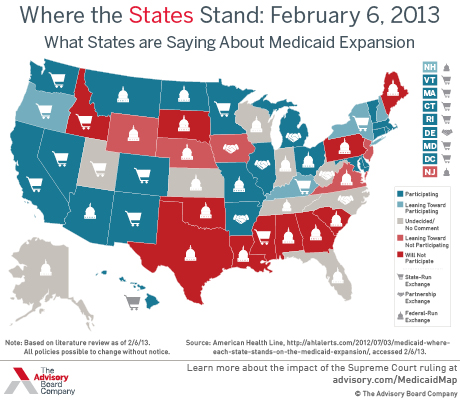 Where the States Stand: February 6, 2013
What States are Saying About Medicaid Expansion
NH
VT
MA
CT
RI
DE
MD
DC
NJ
Participating
Leaning Toward
Participating
Undecided/
No Comment
Leaning Toward
Not Participating
Will Not
Participate
State-Run
Exchange
Partnership
Exchange
Federal-Run
Exchange
Note: Based on literature review as of 2/6/13.
All policies possible to change without notice.
Source: American Health Line, http://ahlalerts.com/2012/07/03/medicaid-where-
each-state-stands-on-the-medicaid-expansion/, accessed 2/6/13.
The
Advisory
Board
Company
Learn more about the impact of the Supreme Court ruling at
advisory.com/MedicaidMap
© The Advisory Board Company